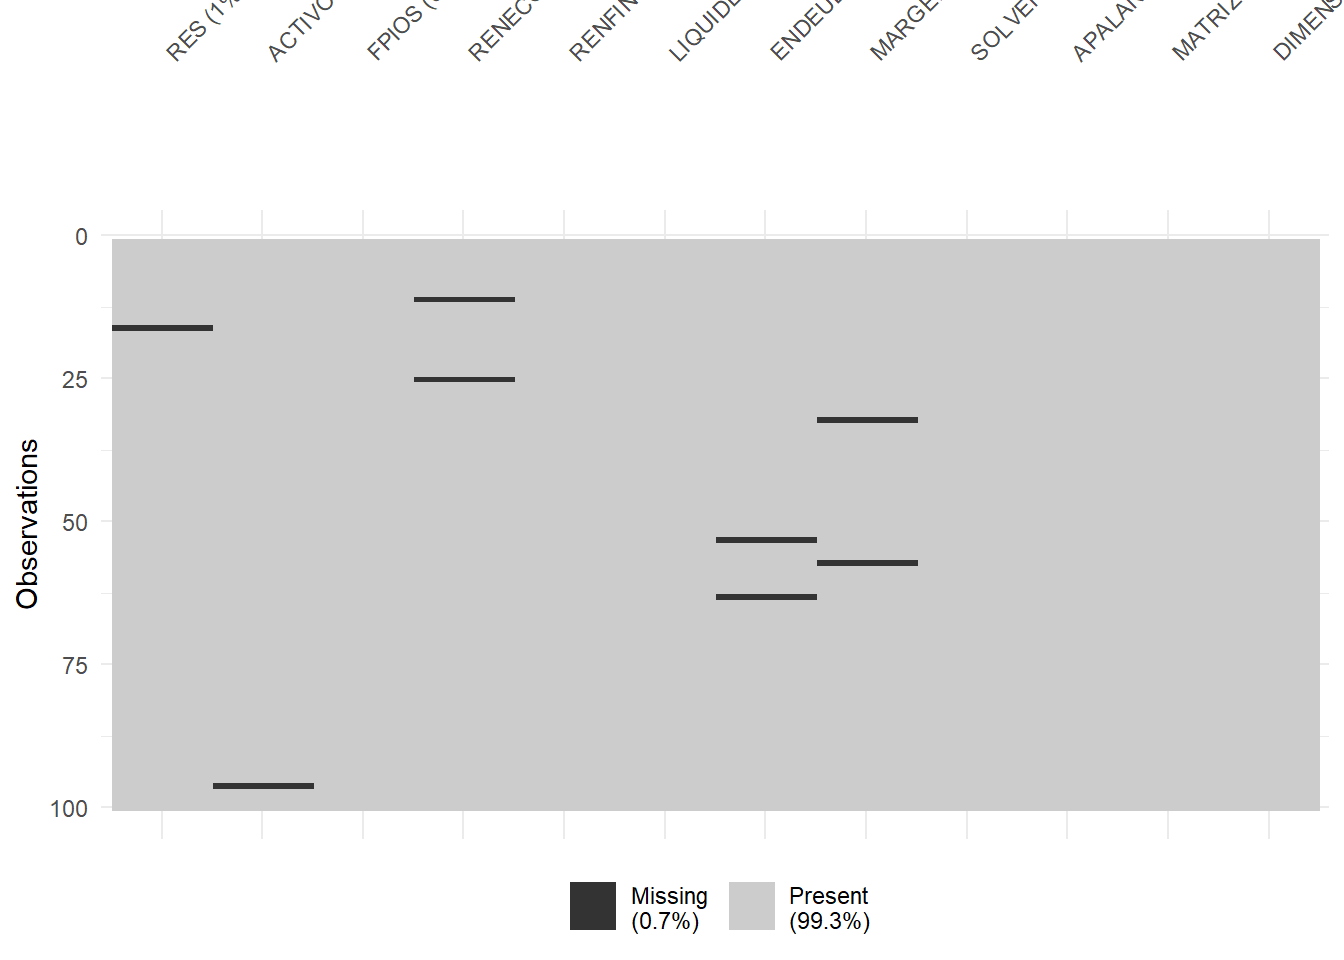 RES (1%
ACTIVO
FPIOS (
RENECO
RENFIN
LIQUIDE
ENDEUD
MARGE
SOLVE
APALAN
MATRIZ
DIMENS
0
25
50
75
100
Observations
Missing
(0.7%)
Present
(99.3%)